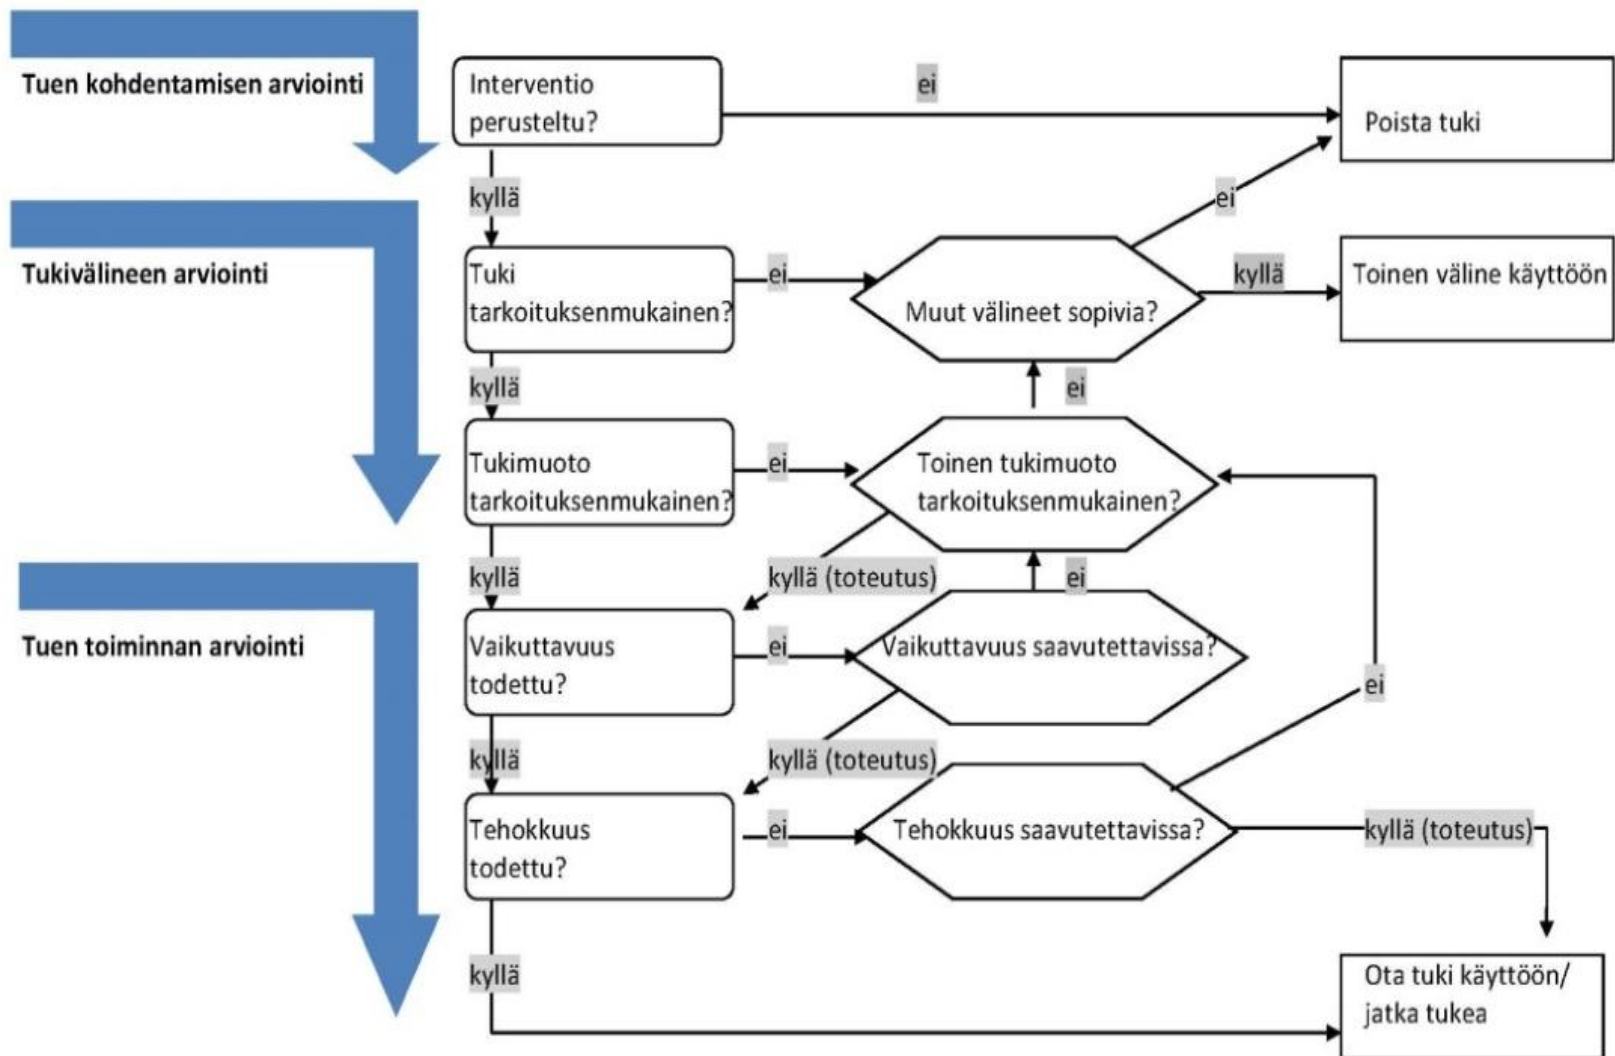 Tuen kohdentamisen arviointi
Interventio
perusteltu?
ei
Poista tuki
kyllä
ei
Tukivälineen arviointi
Tuki
tarkoituksenmukainen?
ei
Muut välineet sopivia?
kyllä
Toinen väline käyttöön
kyllä
ei
Tukimuoto
tarkoituksenmukainen?
ei
Toinen tukimuoto
tarkoituksenmukainen?
kyllä
kyllä (toteutus)
ei
Tuen toiminnan arviointi
Vaikuttavuus
todettu?
ei
Vaikuttavuus saavutettavissa?
ei
kyllä
kyllä (toteutus)
Tehokkuus
todettu?
ei
Tehokkuus saavutettavissa?
kyllä (toteutus)
kyllä
Ota tuki käyttöön/
jatka tukea